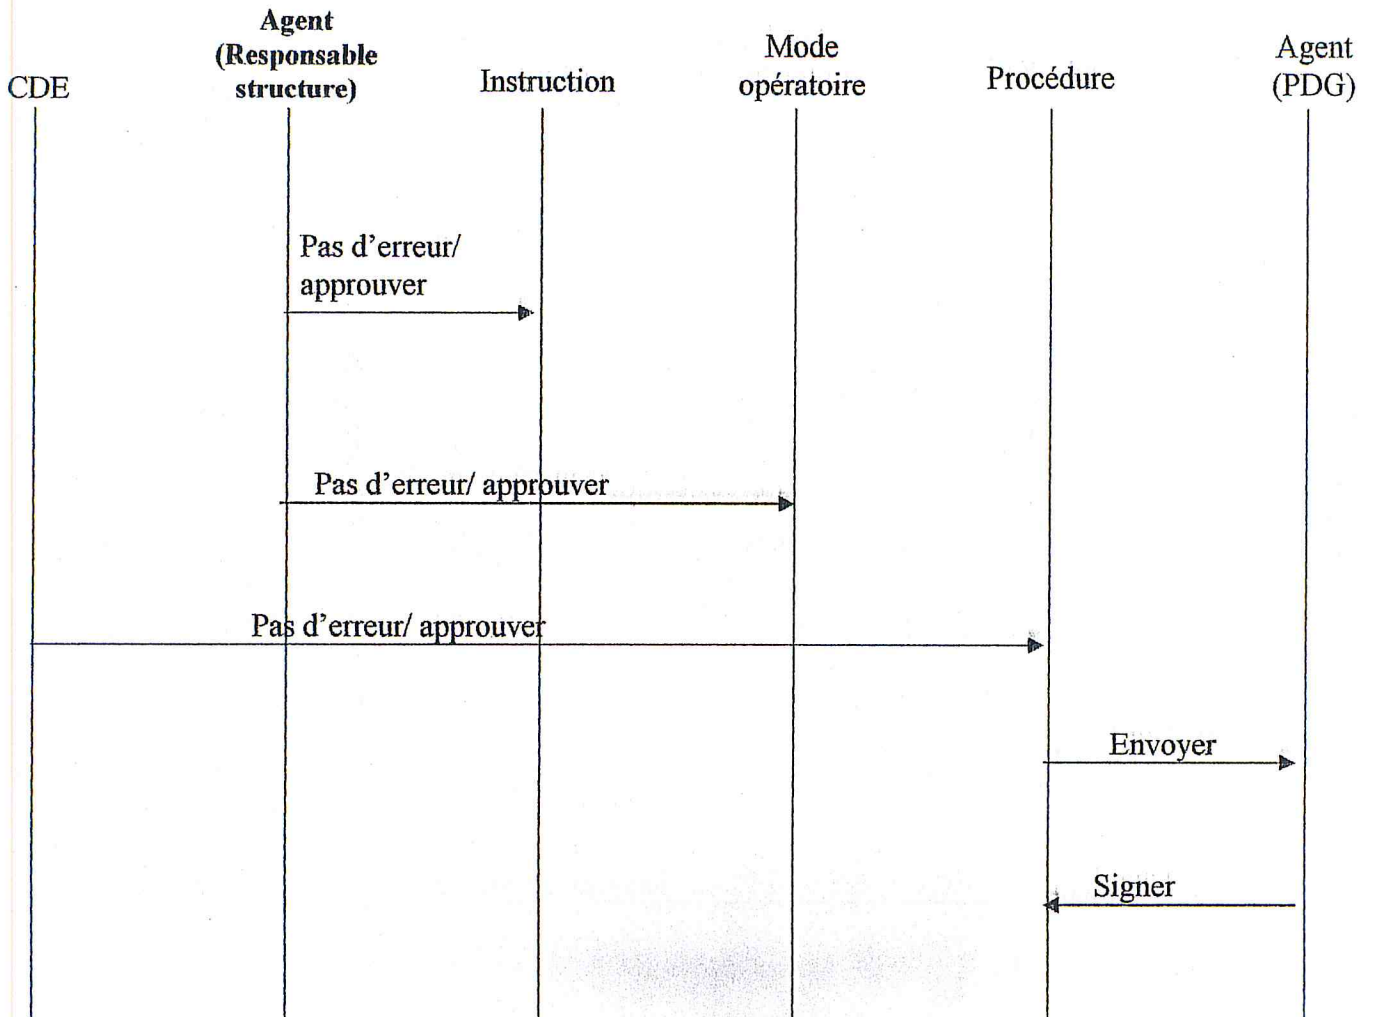 CDE
Agent
(Responsable
structure)
Instruction
Mode
opératoire
Procédure
Agent
(PDG)
Pas d'erreur/
approuver
Pas d'erreur/ approuver
Pas d'erreur/ approuver
Envoyer
Signer